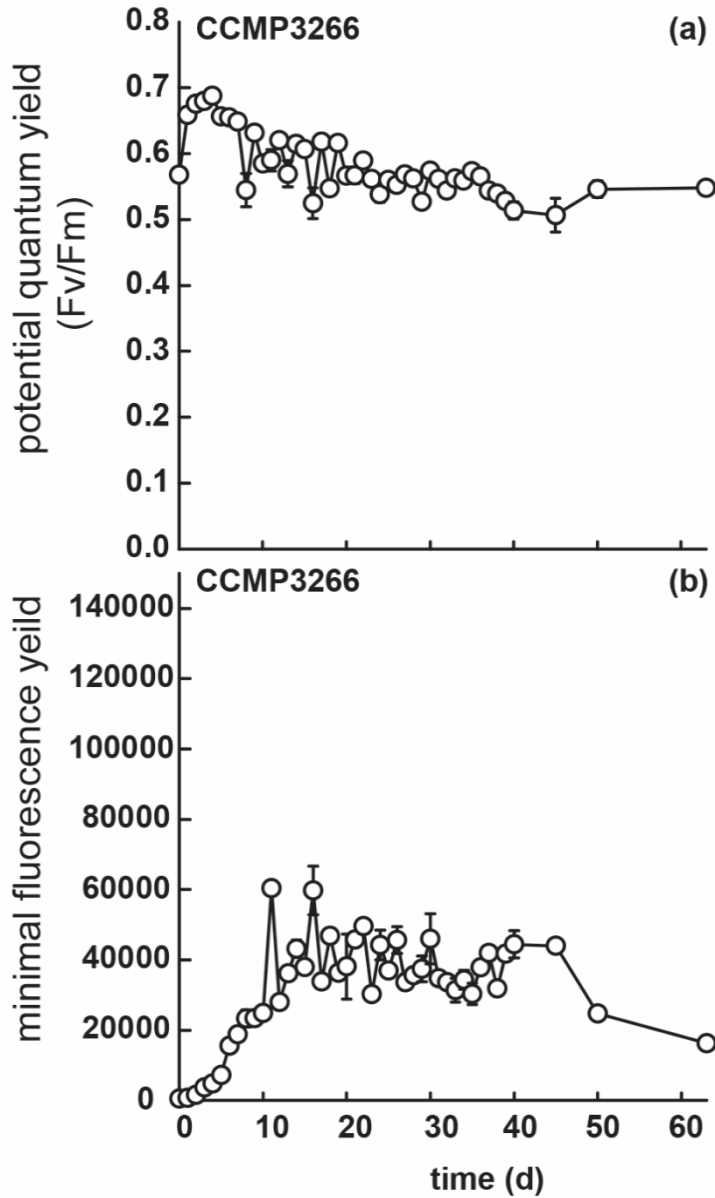 CCMP3266 (a)
0.8
0.7
0.6
0.5
0.4
0.3
0.2
0.1
0.0
potential quantum yield
(Fv/Fm)
CCMP3266 (b)
140000
120000
100000
80000
60000
40000
20000
0
minimal fluorescence yeild
0 10 20 30 40 50 60
time (d)